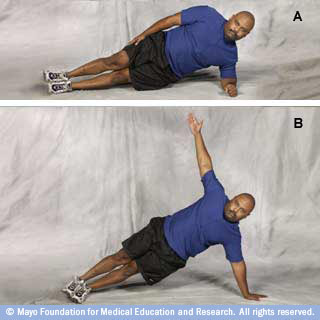 A
B
© Mayo Foundation for Medical Education and Research. All rights reserved.